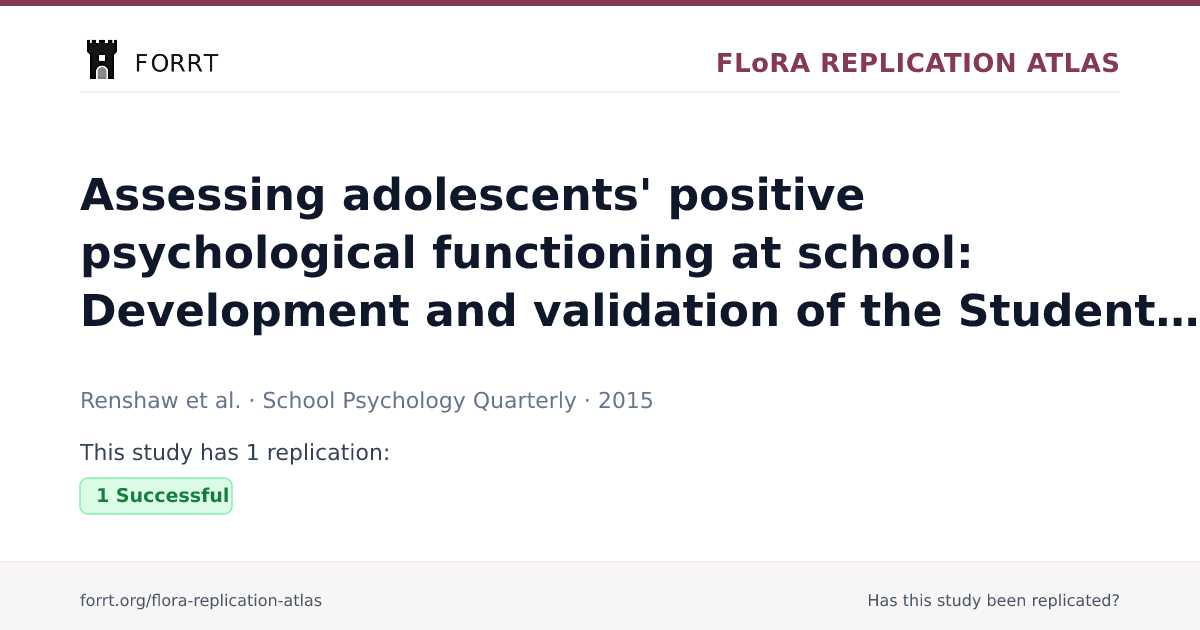 FORRT
FLoRA REPLICATION ATLAS
Assessing adolescents' positive
psychological functioning at school:
Development and validation of the Student…
Renshaw et al. · School Psychology Quarterly · 2015
This study has 1 replication:
1 Successful
forrt.org/flora-replication-atlas
Has this study been replicated?